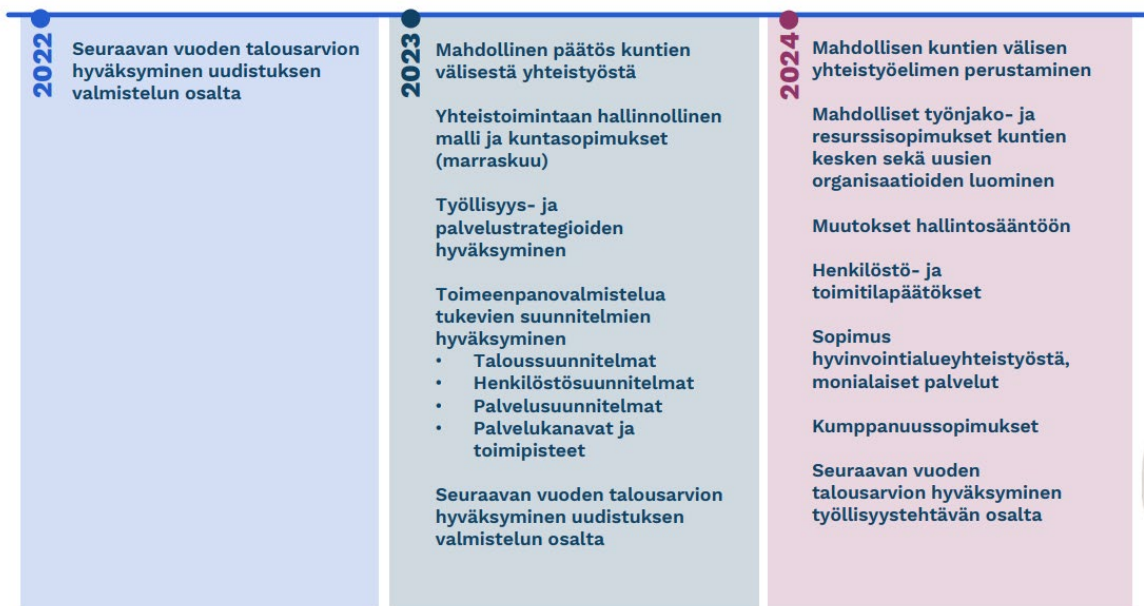 2022
Seuraavan vuoden talousarvion
hyväksyminen uudistuksen
valmistelun osalta
2023
Mahdollinen päätös kuntien
välisestä yhteistyöstä
Yhteistoimintaan hallinnollinen
malli ja kuntasopimukset
(marraskuu)
Työllisyys- ja
palvelustrategioiden
hyväksyminen
Toimeenpanovalmistelua
tukevien suunnitelmien
hyväksyminen
• Taloussuunnitelmat
• Henkilöstösuunnitelmat
• Palvelusuunnitelmat
• Palvelukanavat ja
toimipisteet
Seuraavan vuoden talousarvion
hyväksyminen uudistuksen
valmistelun osalta
2024
Mahdollisen kuntien välisen
yhteistyöelimen perustaminen
Mahdolliset työnjako- ja
resurssisopimukset kuntien
kesken sekä uusien
organisaatioiden luominen
Muutokset hallintosääntöön
Henkilöstö- ja
toimitilapäätökset
Sopimus
hyvinvointialueyhteistyöstä,
monialaiset palvelut
Kumppanuussopimukset
Seuraavan vuoden
talousarvion hyväksyminen
työllisyystehtävän osalta